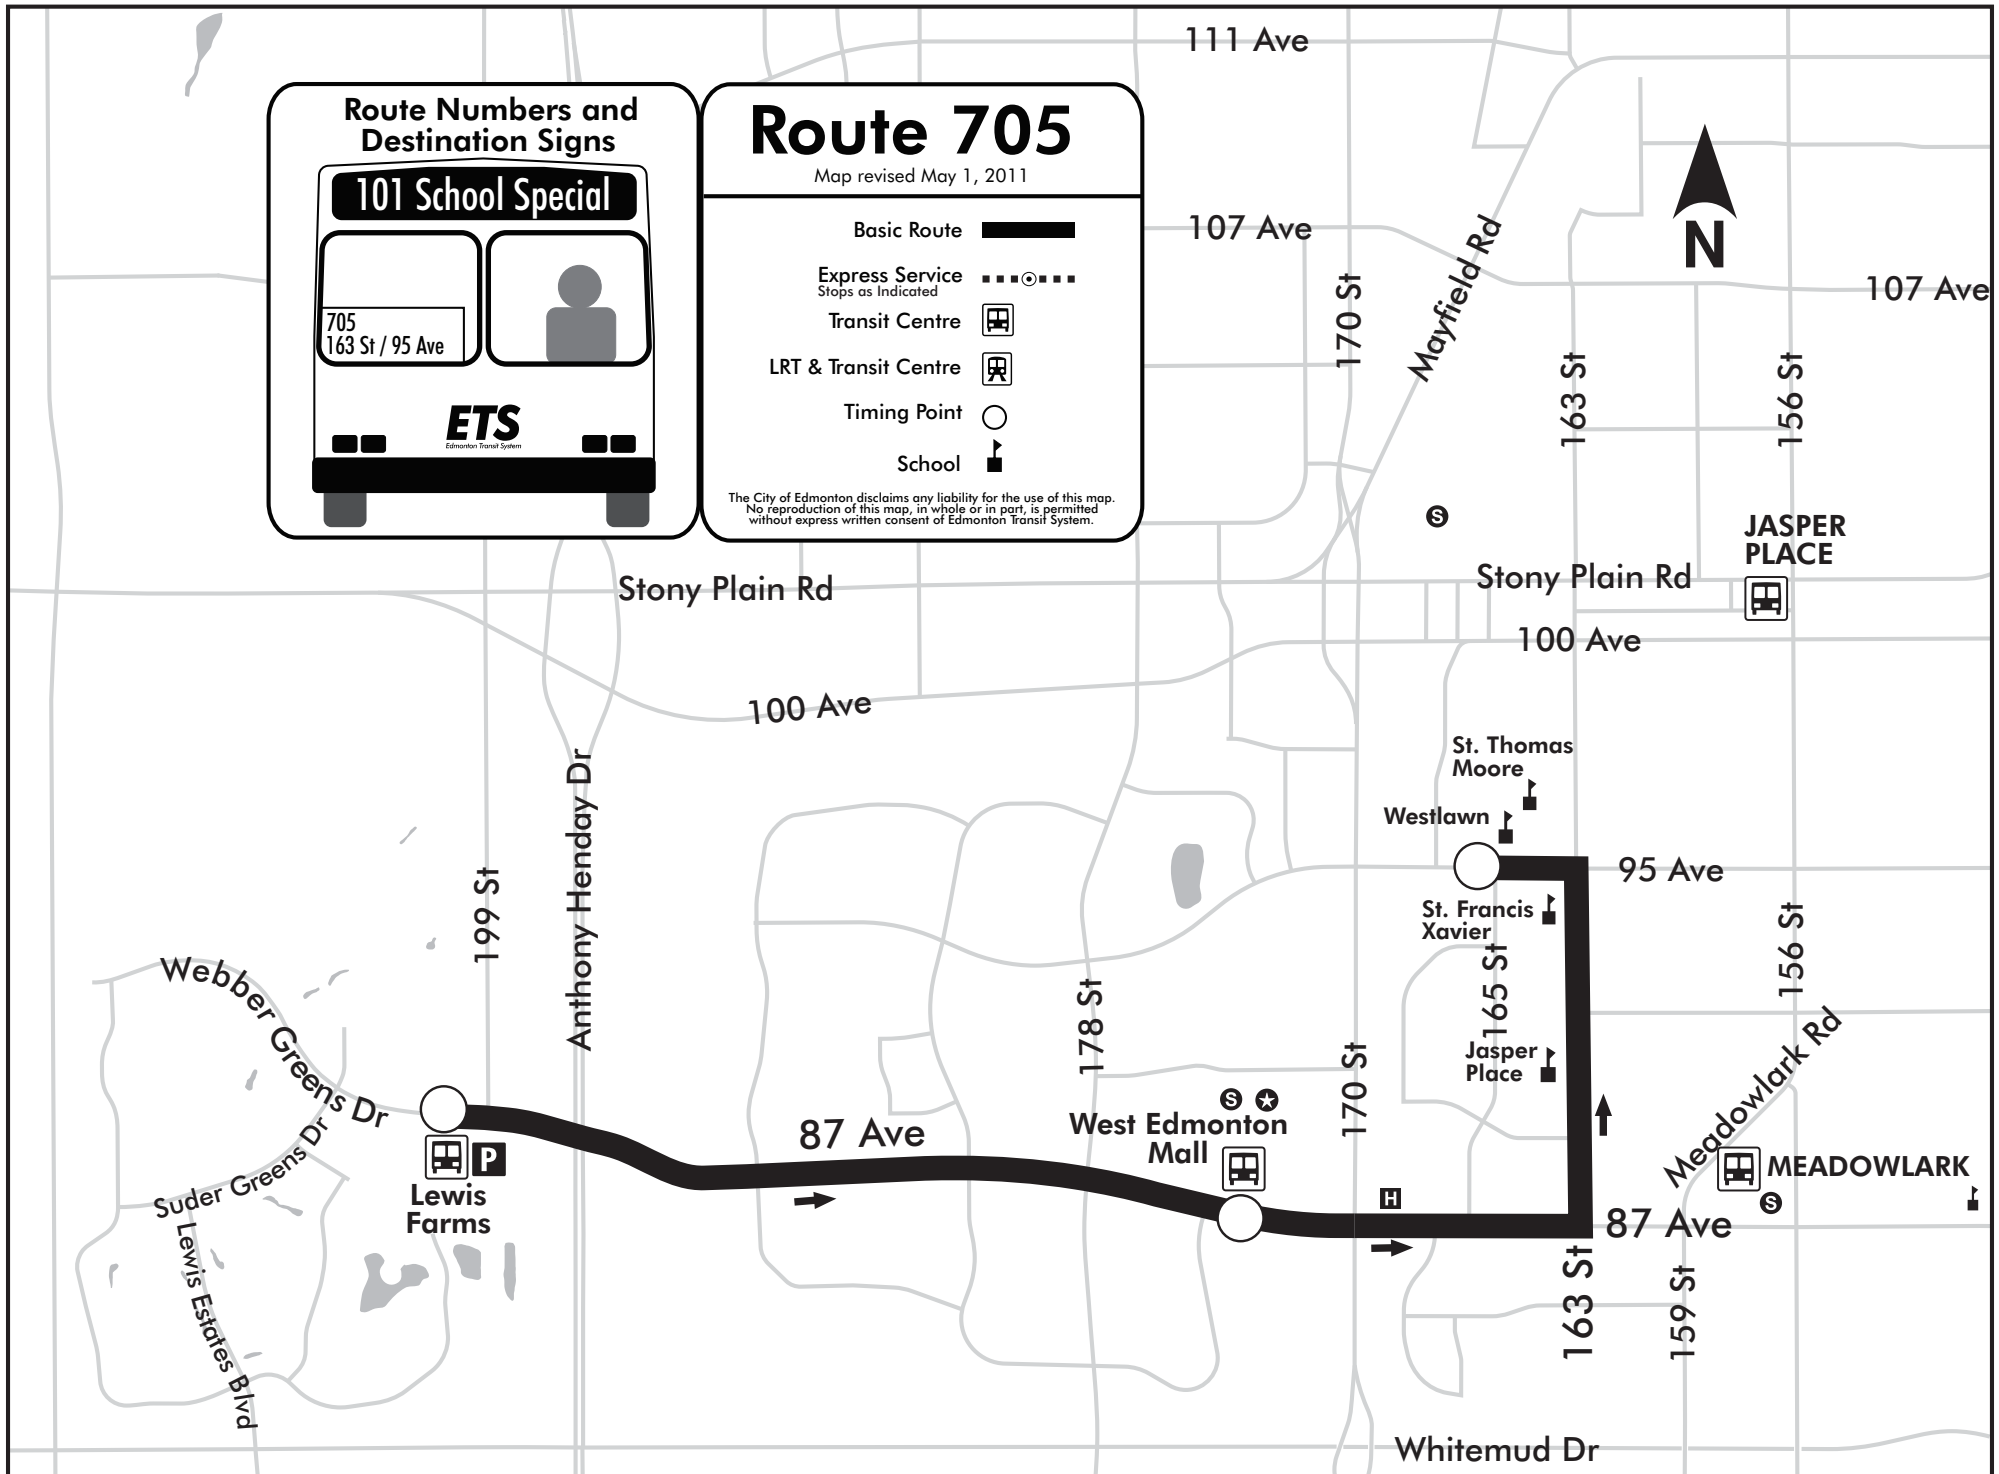 Route Numbers and
Destination Signs
101 School Special
705
163 St / 95 Ave
ETS
Edmonton Transit System
Route 705
Map revised May 1, 2011
Basic Route
Express Service
Stops as Indicated
Transit Centre
LRT & Transit Centre
Timing Point
School
The City of Edmonton disclaims any liability for the use of this map.
No reproduction of this map, in whole or in part, is permitted
without express written consent of Edmonton Transit System.
111 Ave
107 Ave
107 Ave
N
170 St
Mayfield Rd
163 St
156 St
S
JASPER
PLACE
Stony Plain Rd
Stony Plain Rd
100 Ave
100 Ave
St. Thomas
Moore
Westlawn
95 Ave
St. Francis
Xavier
165 St
156 St
199 St
Anthony Henday Dr
178 St
170 St
Jasper
Place
Webber Greens Dr
Suder Greens Dr
Lewis Estates Blvd
P
Lewis
Farms
87 Ave
S
West Edmonton
Mall
H
Meadowlark Rd
MEADOWLARK
S
87 Ave
163 St
159 St
Whitemud Dr